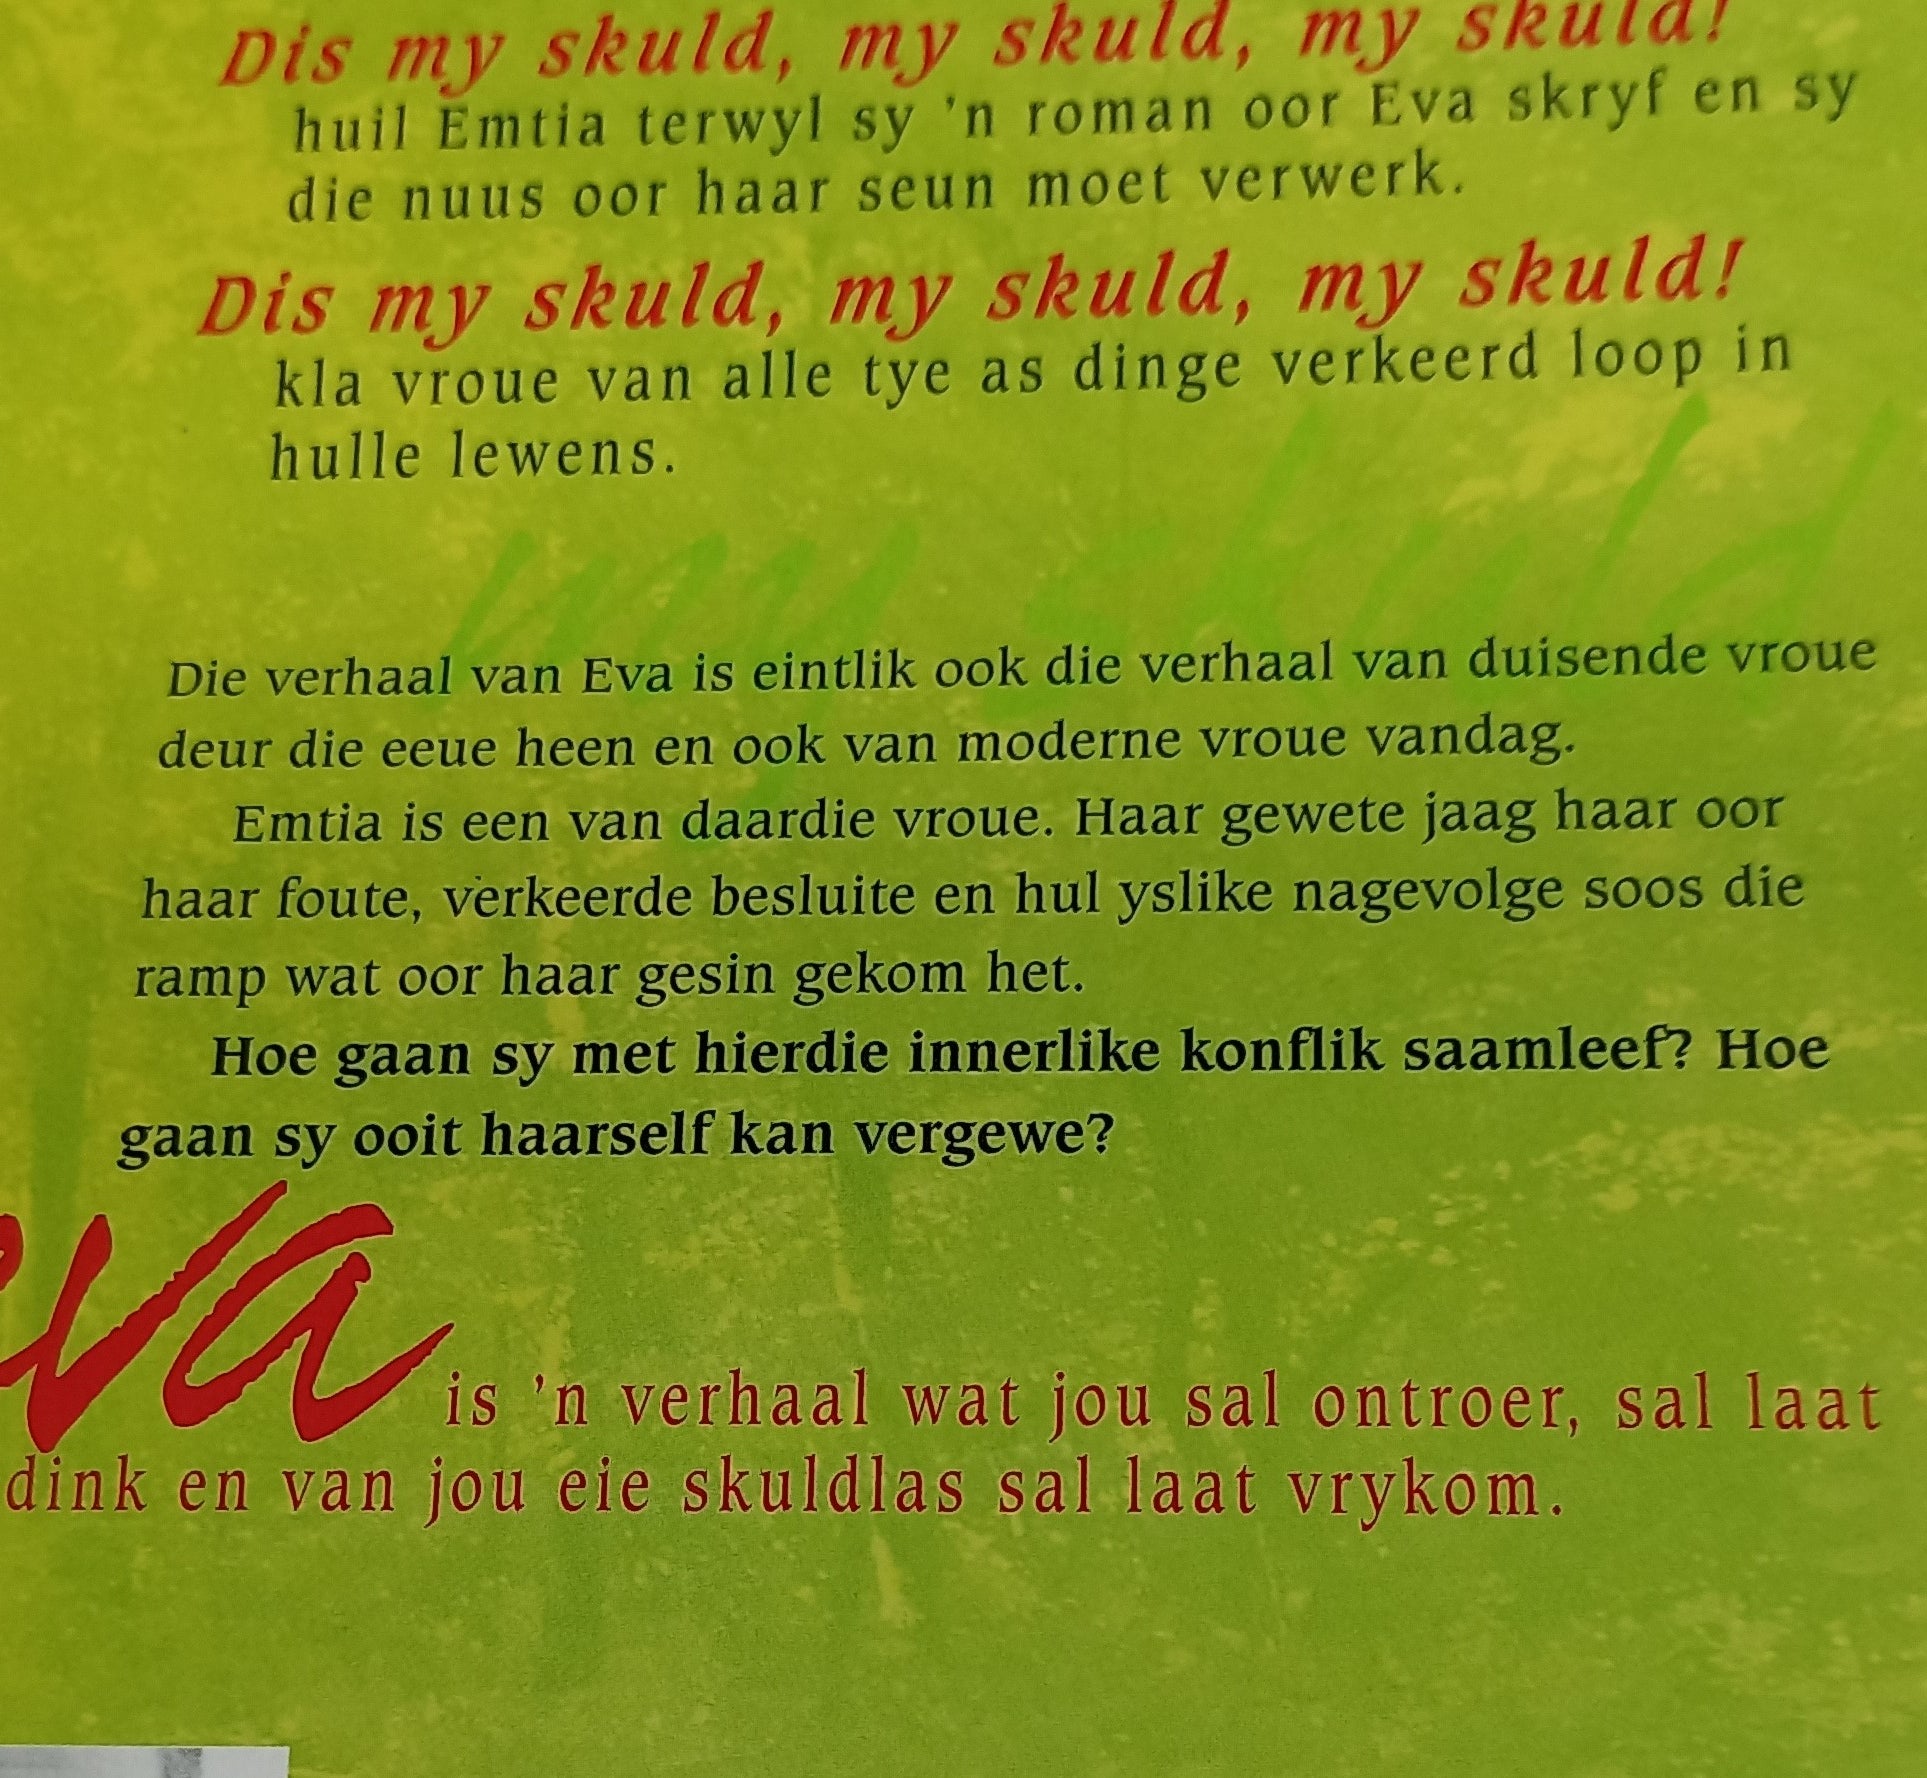 Dis my skuld, my skuld, my skuld!
huil Emtia terwyl sy 'n roman oor Eva skryf en sy
die nuus oor haar seun moet verwerk.
Dis my skuld, my skuld, my skuld!
kla vroue van alle tye as dinge verkeerd loop in
hulle lewens.
my skuld
Die verhaal van Eva is eintlik ook die verhaal van duisende vroue
deur die eeue heen en ook van moderne vroue vandag.
Emtia is een van daardie vroue. Haar gewete jaag haar oor
haar foute, verkeerde besluite en hul yslike nagevolge soos die
ramp wat oor haar gesin gekom het.
Hoe gaan sy met hierdie innerlike konflik saamleef? Hoe
gaan sy ooit haarself kan vergewe?
Eva is 'n verhaal wat jou sal ontroer, sal laat
dink en van jou eie skuldlas sal laat vrykom.